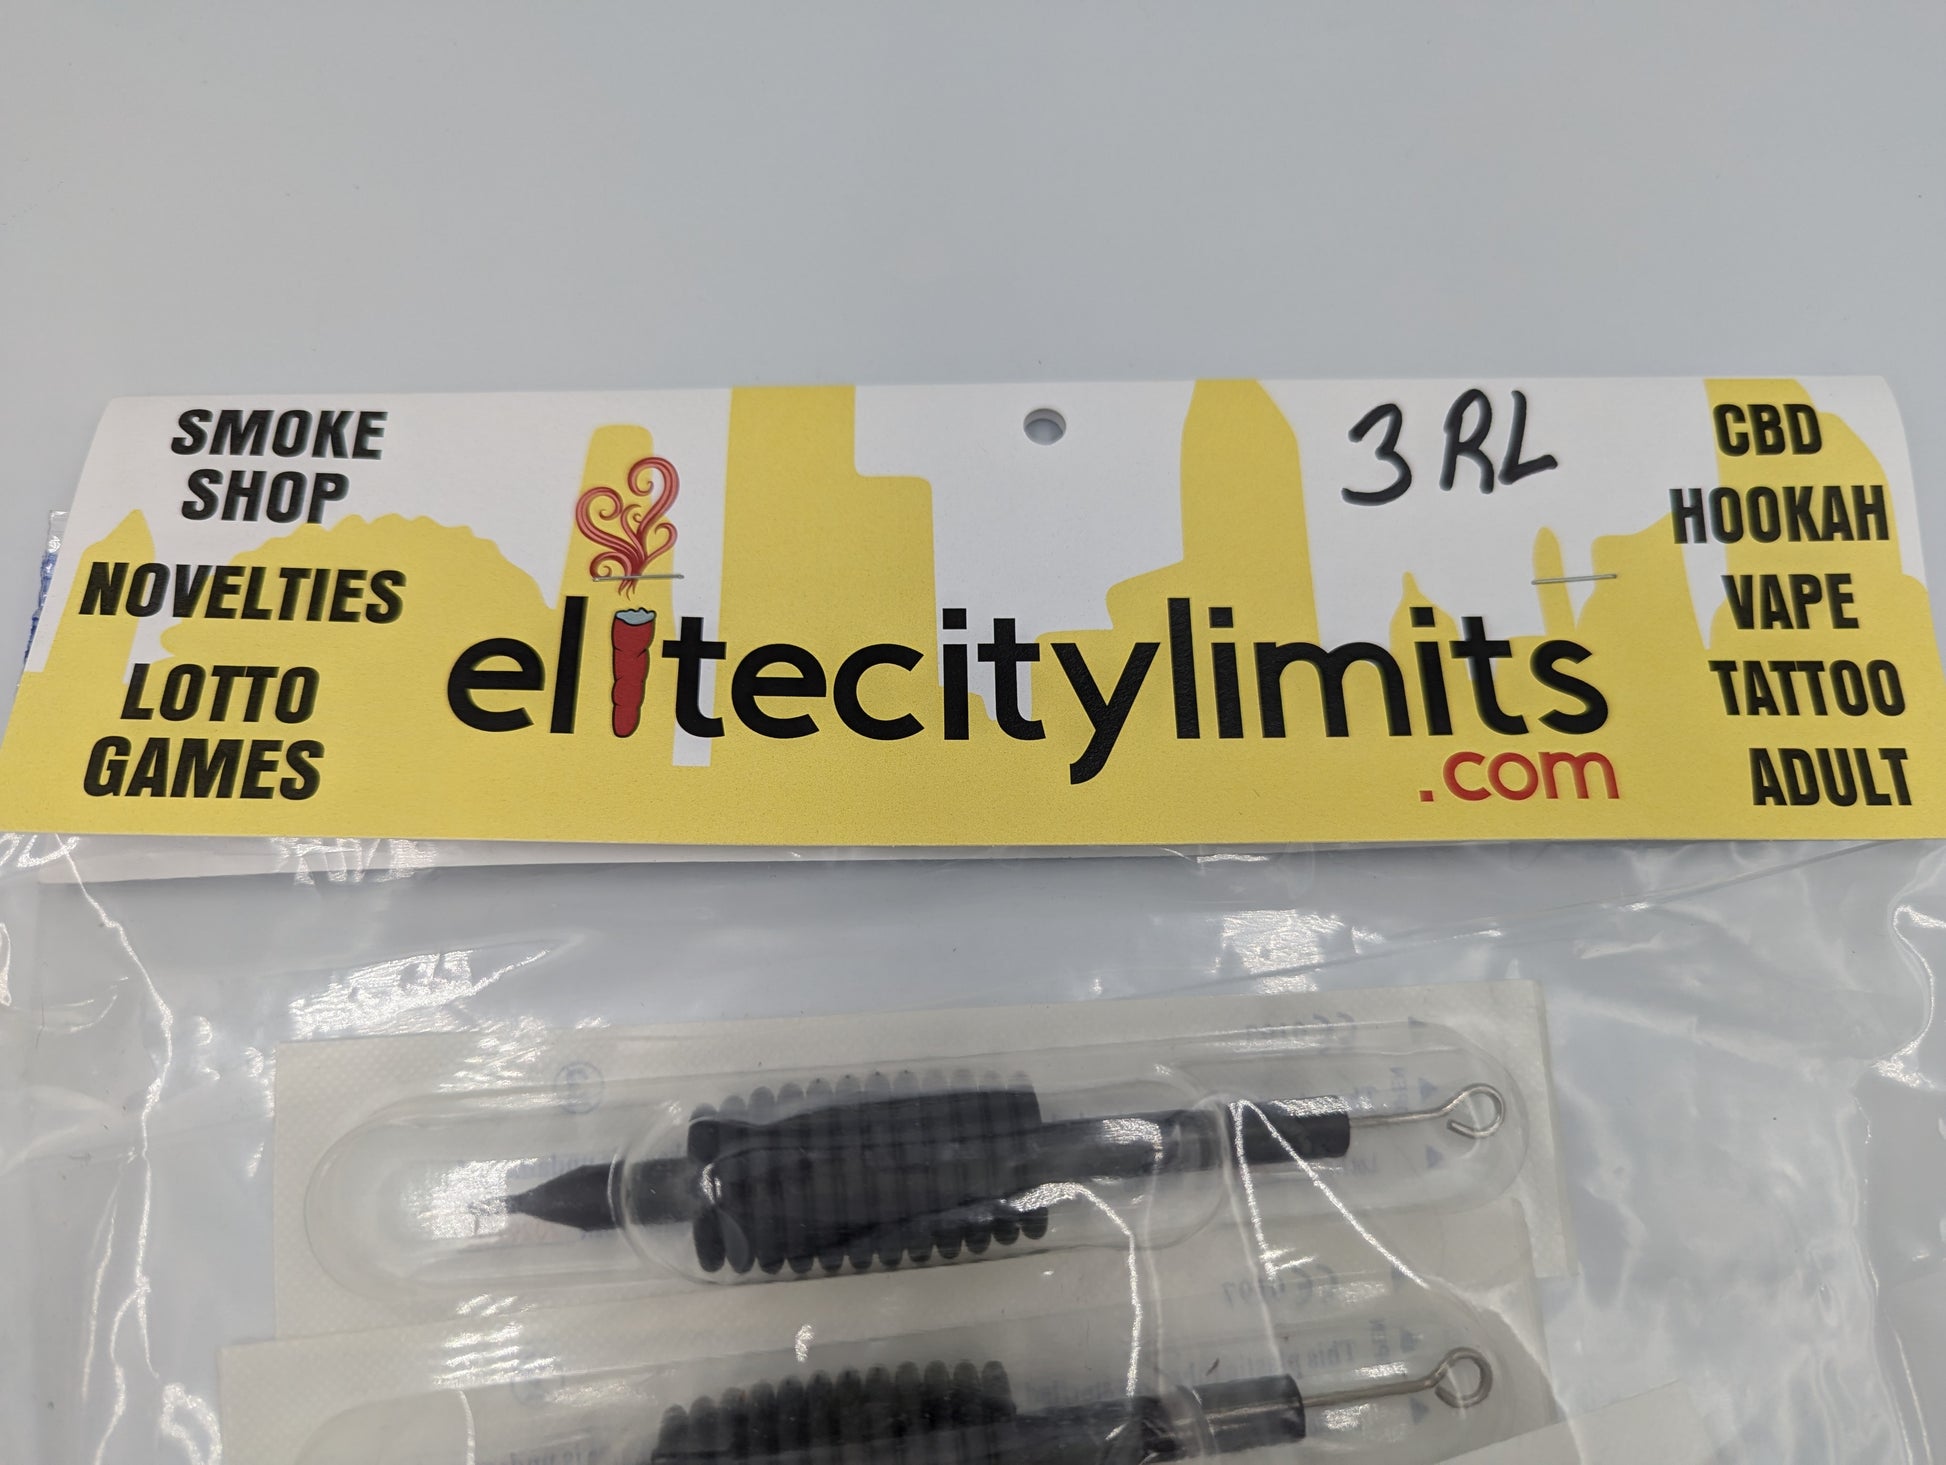 SMOKE
SHOP
NOVELTIES
LOTTO
GAMES
3 RL
elitecitylimits
.com
CBD
HOOKAH
VAPE
TATTOO
ADULT